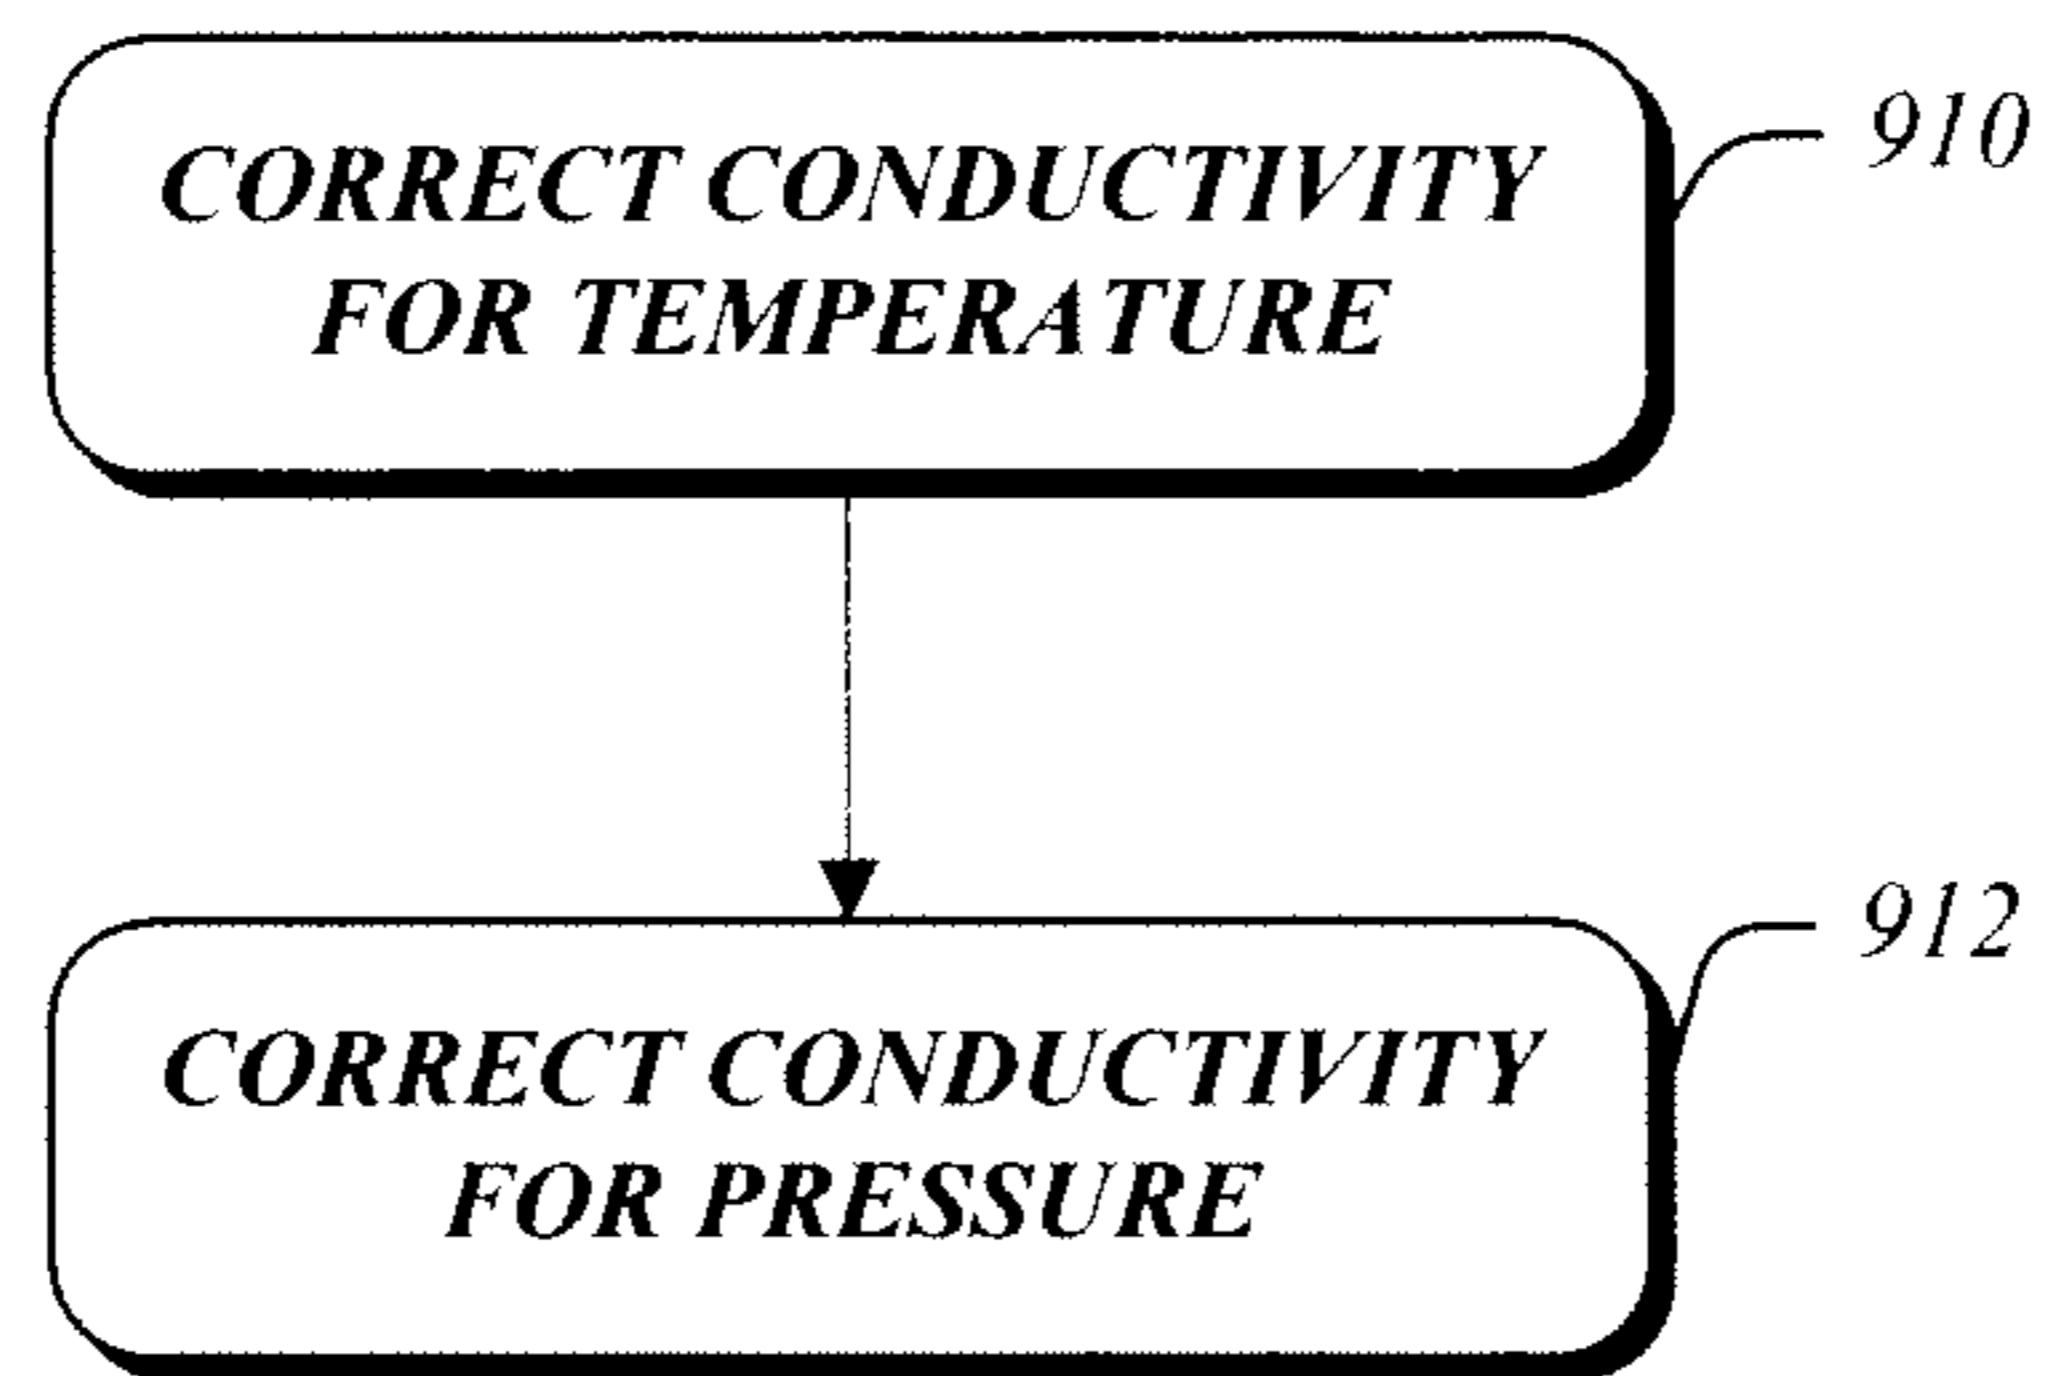 CORRECT CONDUCTIVITY
FOR TEMPERATURE
910
CORRECT CONDUCTIVITY
FOR PRESSURE
912